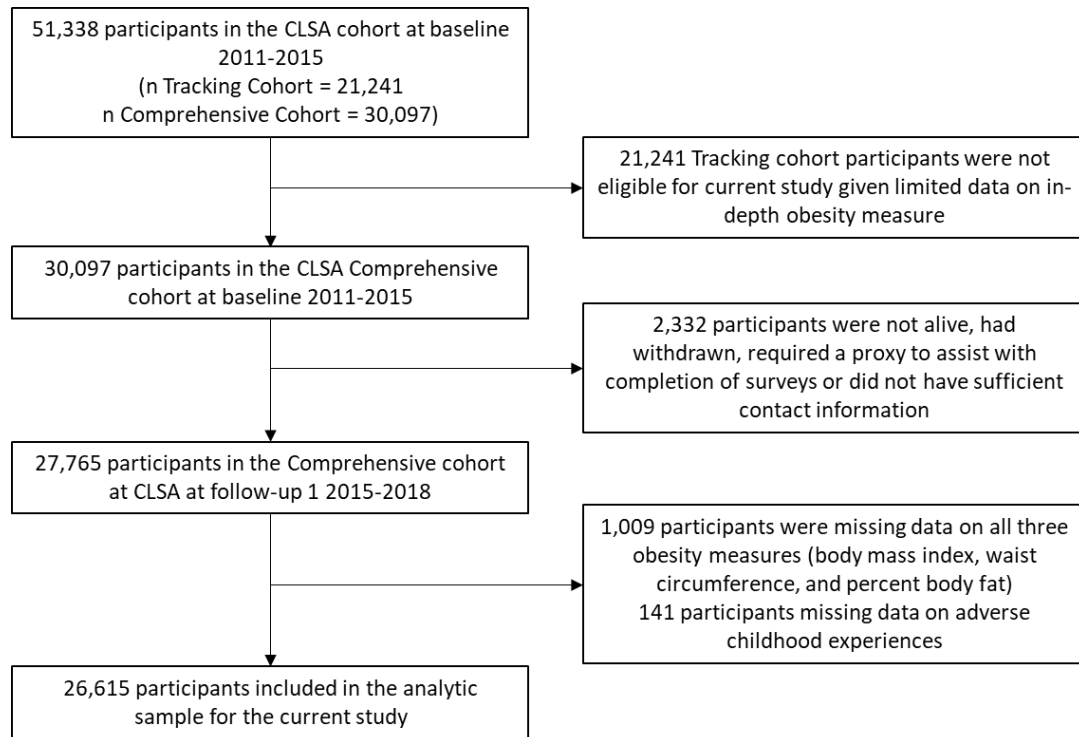 51,338 participants in the CLSA cohort at baseline
2011-2015
(n Tracking Cohort = 21,241
n Comprehensive Cohort = 30,097)
21,241 Tracking cohort participants were not
eligible for current study given limited data on in-
depth obesity measure
30,097 participants in the CLSA Comprehensive
cohort at baseline 2011-2015
2,332 participants were not alive, had
withdrawn, required a proxy to assist with
completion of surveys or did not have sufficient
contact information
27,765 participants in the Comprehensive cohort
at CLSA at follow-up 1 2015-2018
1,009 participants were missing data on all three
obesity measures (body mass index, waist
circumference, and percent body fat)
141 participants missing data on adverse
childhood experiences
26,615 participants included in the analytic
sample for the current study